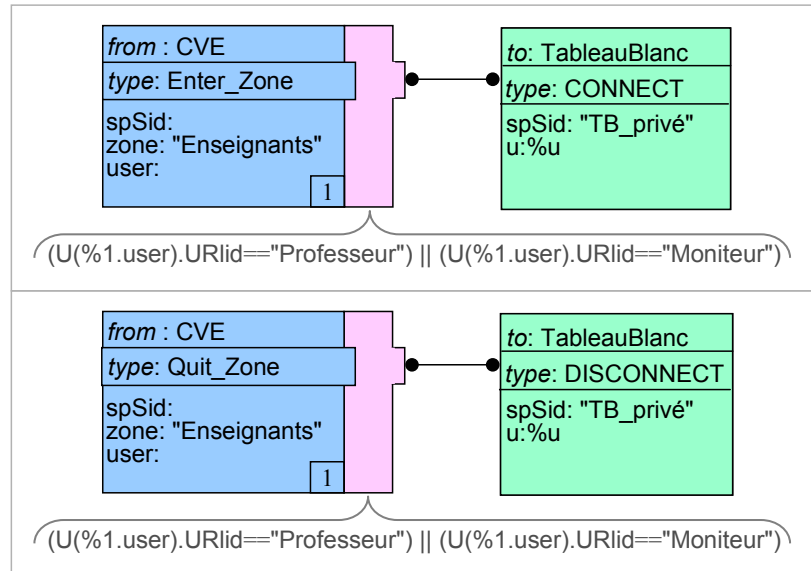 from : CVE
type: Enter_Zone
spSid:
zone: "Enseignants"
user:
1
to: TableauBlanc
type: CONNECT
spSid: "TB_privé"
u:%u
(U(%1.user).URlid=="Professeur") || (U(%1.user).URlid=="Moniteur")
from : CVE
type: Quit_Zone
spSid:
zone: "Enseignants"
user:
1
to: TableauBlanc
type: DISCONNECT
spSid: "TB_privé"
u:%u
(U(%1.user).URlid=="Professeur") || (U(%1.user).URlid=="Moniteur")